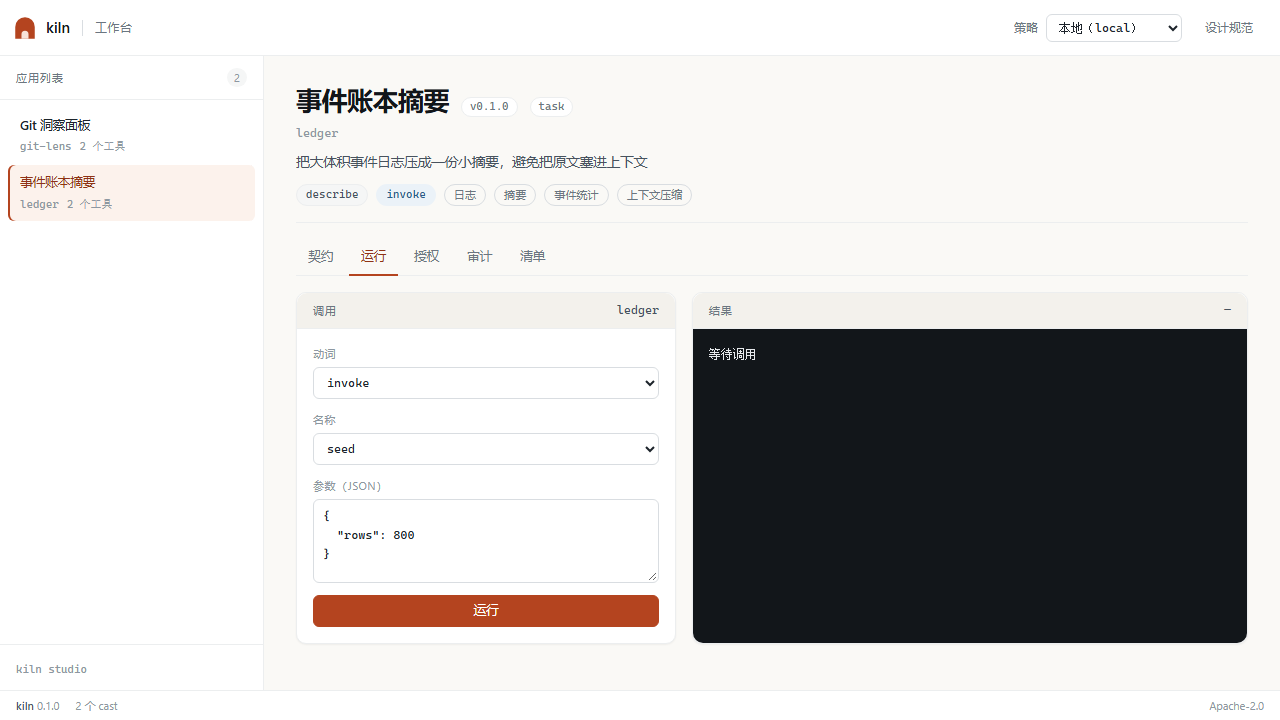 kiln 工作台
策略 本地（local） 设计规范
应用列表 2
Git 洞察面板
git-lens 2 个工具
事件账本摘要
ledger 2 个工具
kiln studio
事件账本摘要 v0.1.0 task
ledger
把大体积事件日志压成一份小摘要，避免把原文塞进上下文
describe invoke 日志 摘要 事件统计 上下文压缩
契约 运行 授权 审计 清单
调用 ledger
动词
invoke
名称
seed
参数（JSON）
{
"rows": 800
}
运行
结果 —
等待调用
kiln 0.1.0 2 个 cast
Apache-2.0